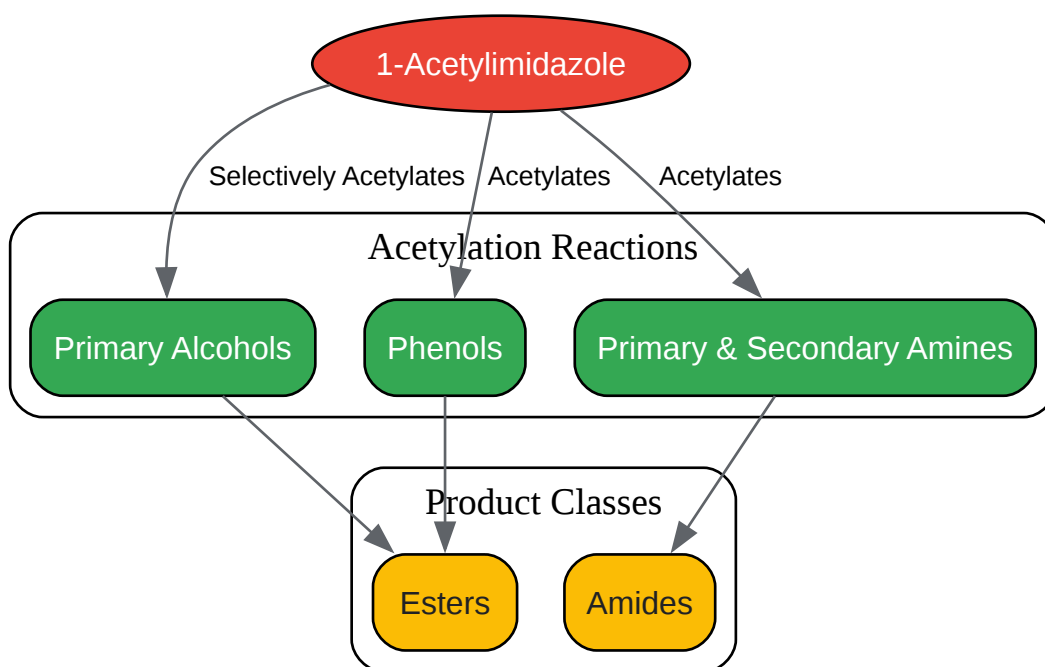 1-Acetylimidazole
Selectively Acetylates
Acetylates
Acetylates
Acetylation Reactions
Primary Alcohols
Phenols
Primary & Secondary Amines
Product Classes
Esters
Amides